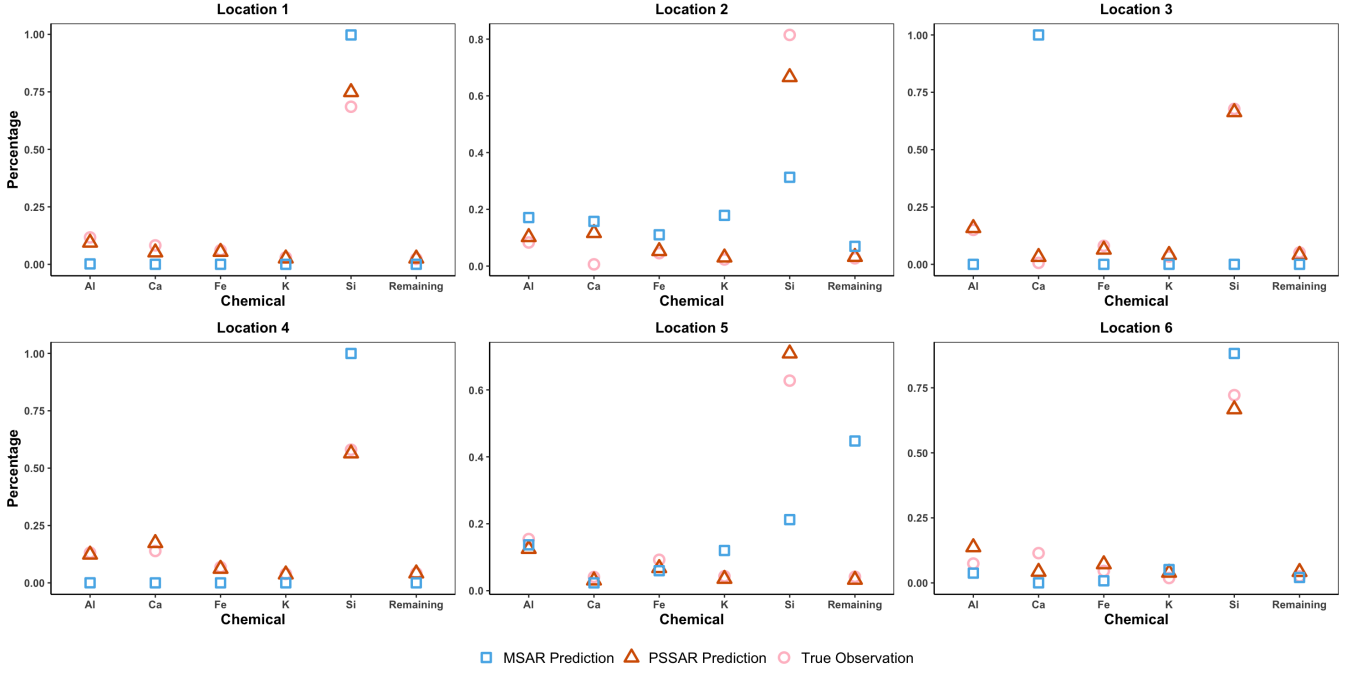 Location 1
Location 2
Location 3
Percentage
1.00
0.75
0.50
0.25
0.00
0.8
0.6
0.4
0.2
0.0
1.00
0.75
0.50
0.25
0.00
Al Ca Fe K Si Remaining
Al Ca Fe K Si Remaining
Al Ca Fe K Si Remaining
Chemical
Chemical
Chemical
Location 4
Location 5
Location 6
Percentage
1.00
0.75
0.50
0.25
0.00
0.6
0.4
0.2
0.0
0.75
0.50
0.25
0.00
Al Ca Fe K Si Remaining
Al Ca Fe K Si Remaining
Al Ca Fe K Si Remaining
Chemical
Chemical
Chemical
MSAR Prediction PSSAR Prediction True Observation